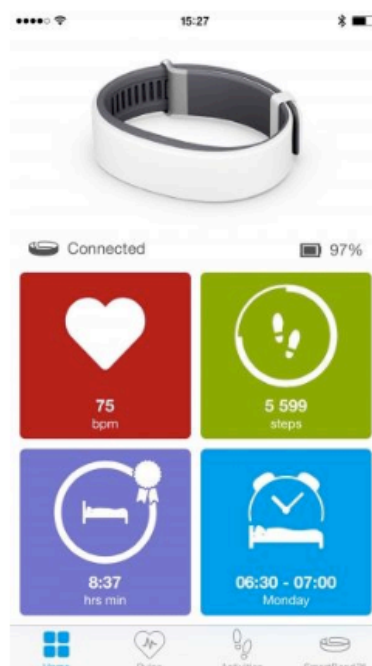 15:27
Connected 97%
75
bpm
5 599
steps
8:37
hrs min
06:30 - 07:00
Monday
Home
Pulse